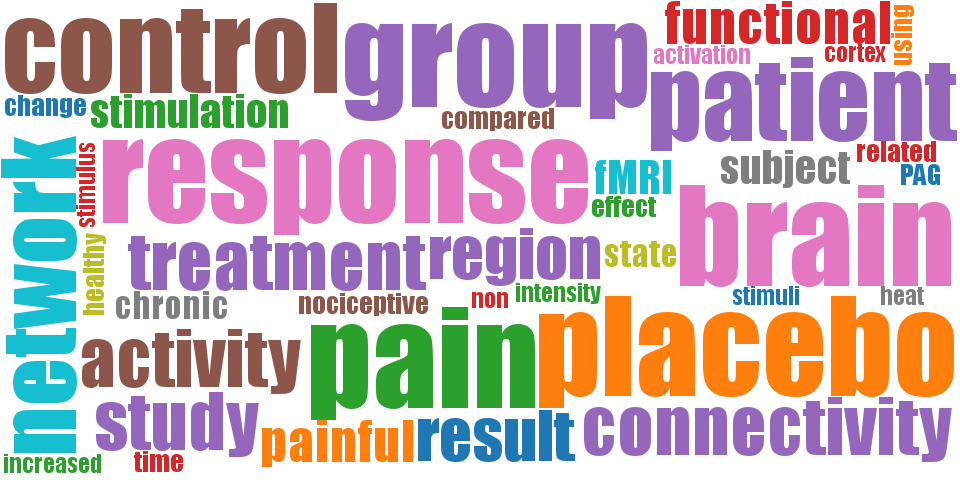 control
group
functional
using
activation
cortex
patient
change
stimulation
compared
network
stimulus
response
fMRI
effect
subject
related
PAG
brain
healthy
treatment
region
state
chronic
nociceptive
non
intensity
stimuli
heat
activity
pain
placebo
study
painful
result
connectivity
increased
time